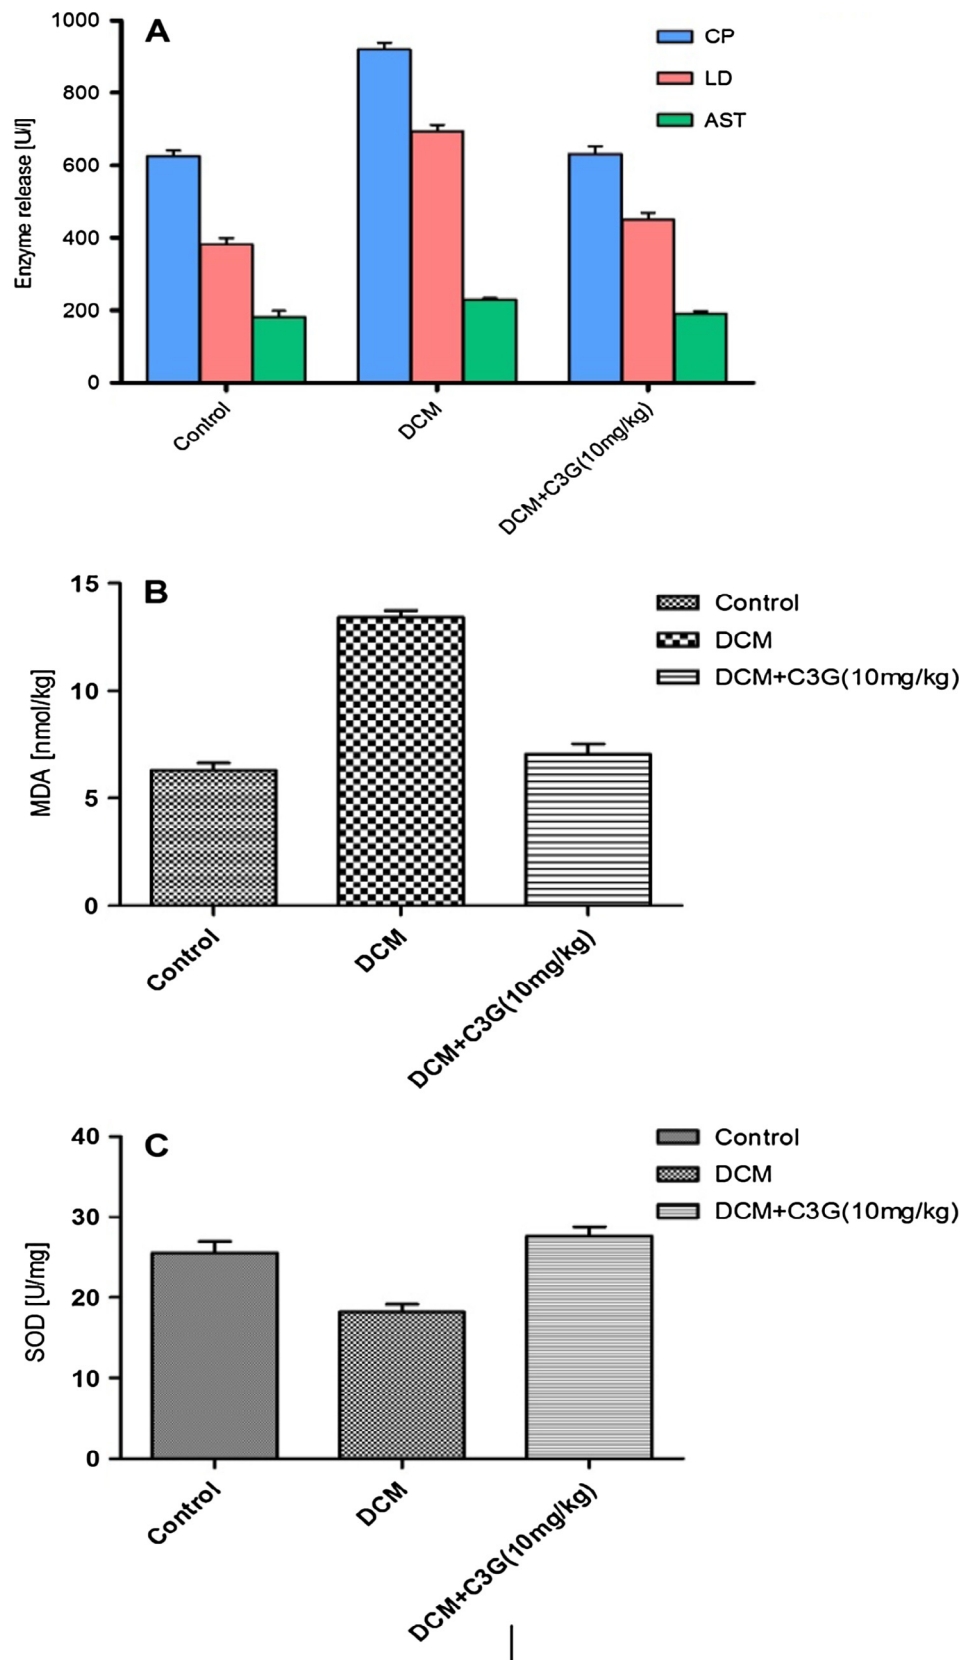 A
1000
800
600
400
200
0
Enzyme release [U/l]
CP
LD
AST
Control
DCM
DCM+C3G(10mg/kg)
B
15
10
5
0
MDA [nmol/kg]
Control
DCM
DCM+C3G(10mg/kg)
Control
DCM
DCM+C3G(10mg/kg)
C
40
30
20
10
0
SOD [U/mg]
Control
DCM
DCM+C3G(10mg/kg)
Control
DCM
DCM+C3G(10mg/kg)